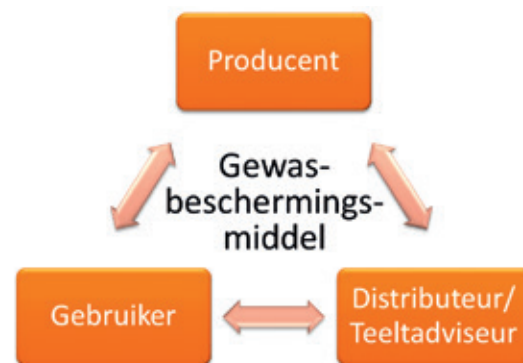 Producent
Gewas-
beschermings-
middel
Gebruiker
Distributeur/
Teeltadviseur